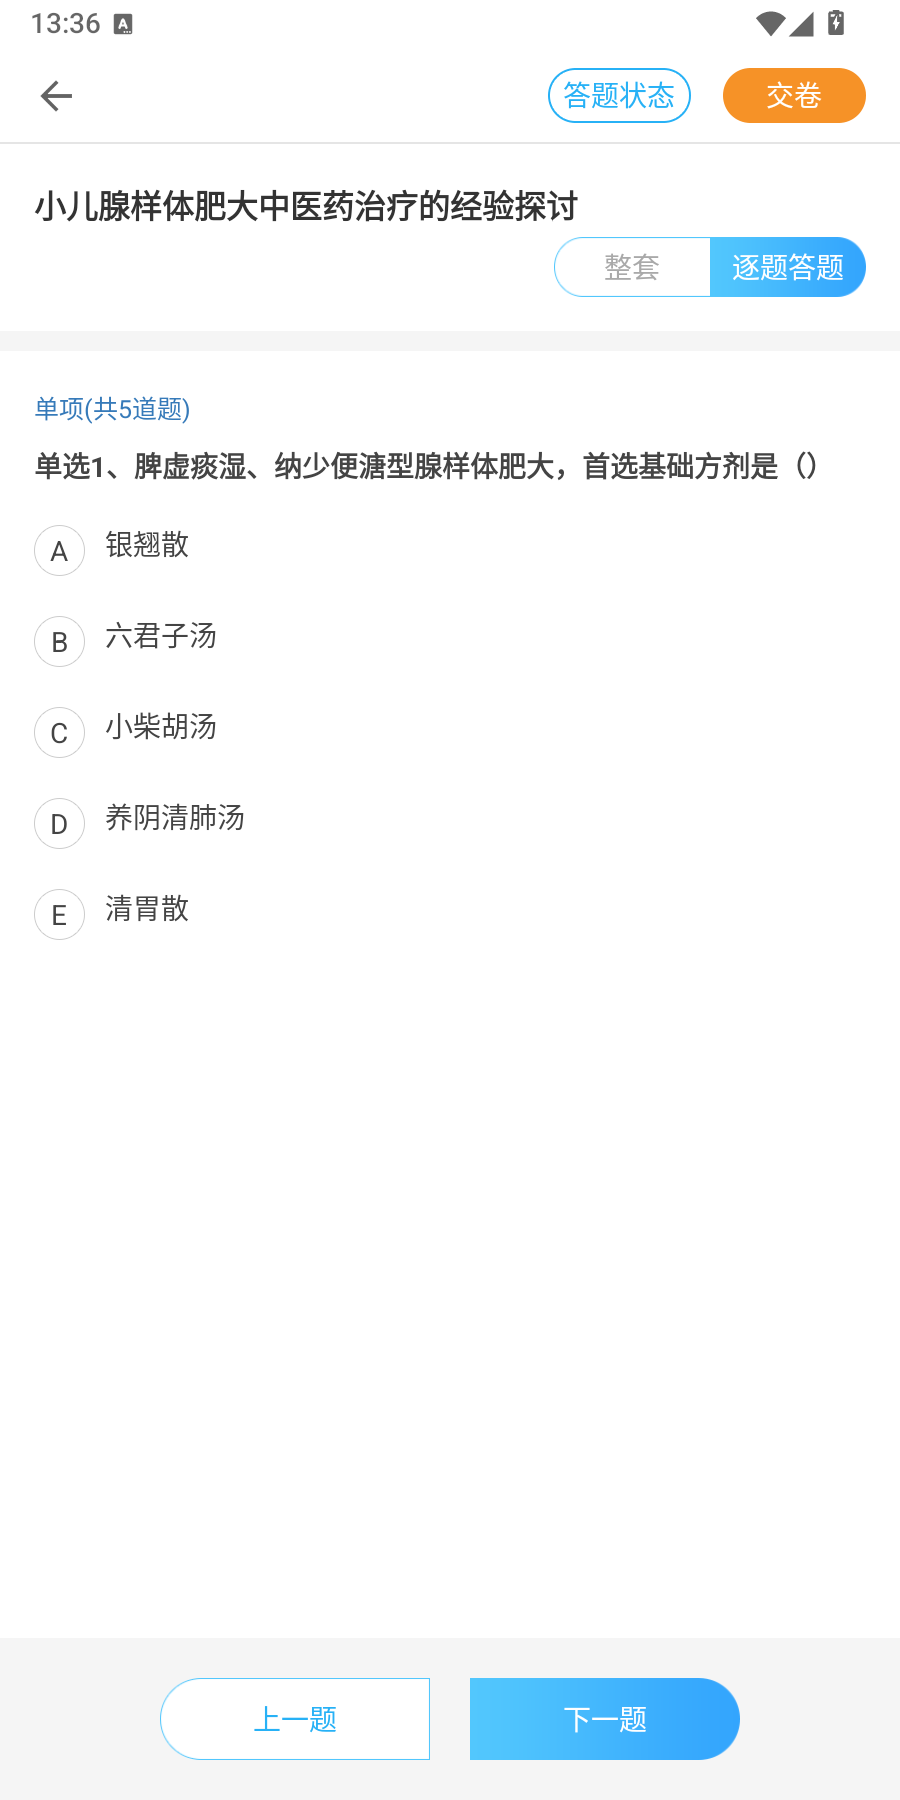 13:36 A
答题状态 交卷
小儿腺样体肥大中医药治疗的经验探讨
整套 逐题答题
单项(共5道题)
单选1、脾虚痰湿、纳少便溏型腺样体肥大，首选基础方剂是（）
A 银翘散
B 六君子汤
C 小柴胡汤
D 养阴清肺汤
E 清胃散
上一题 下一题